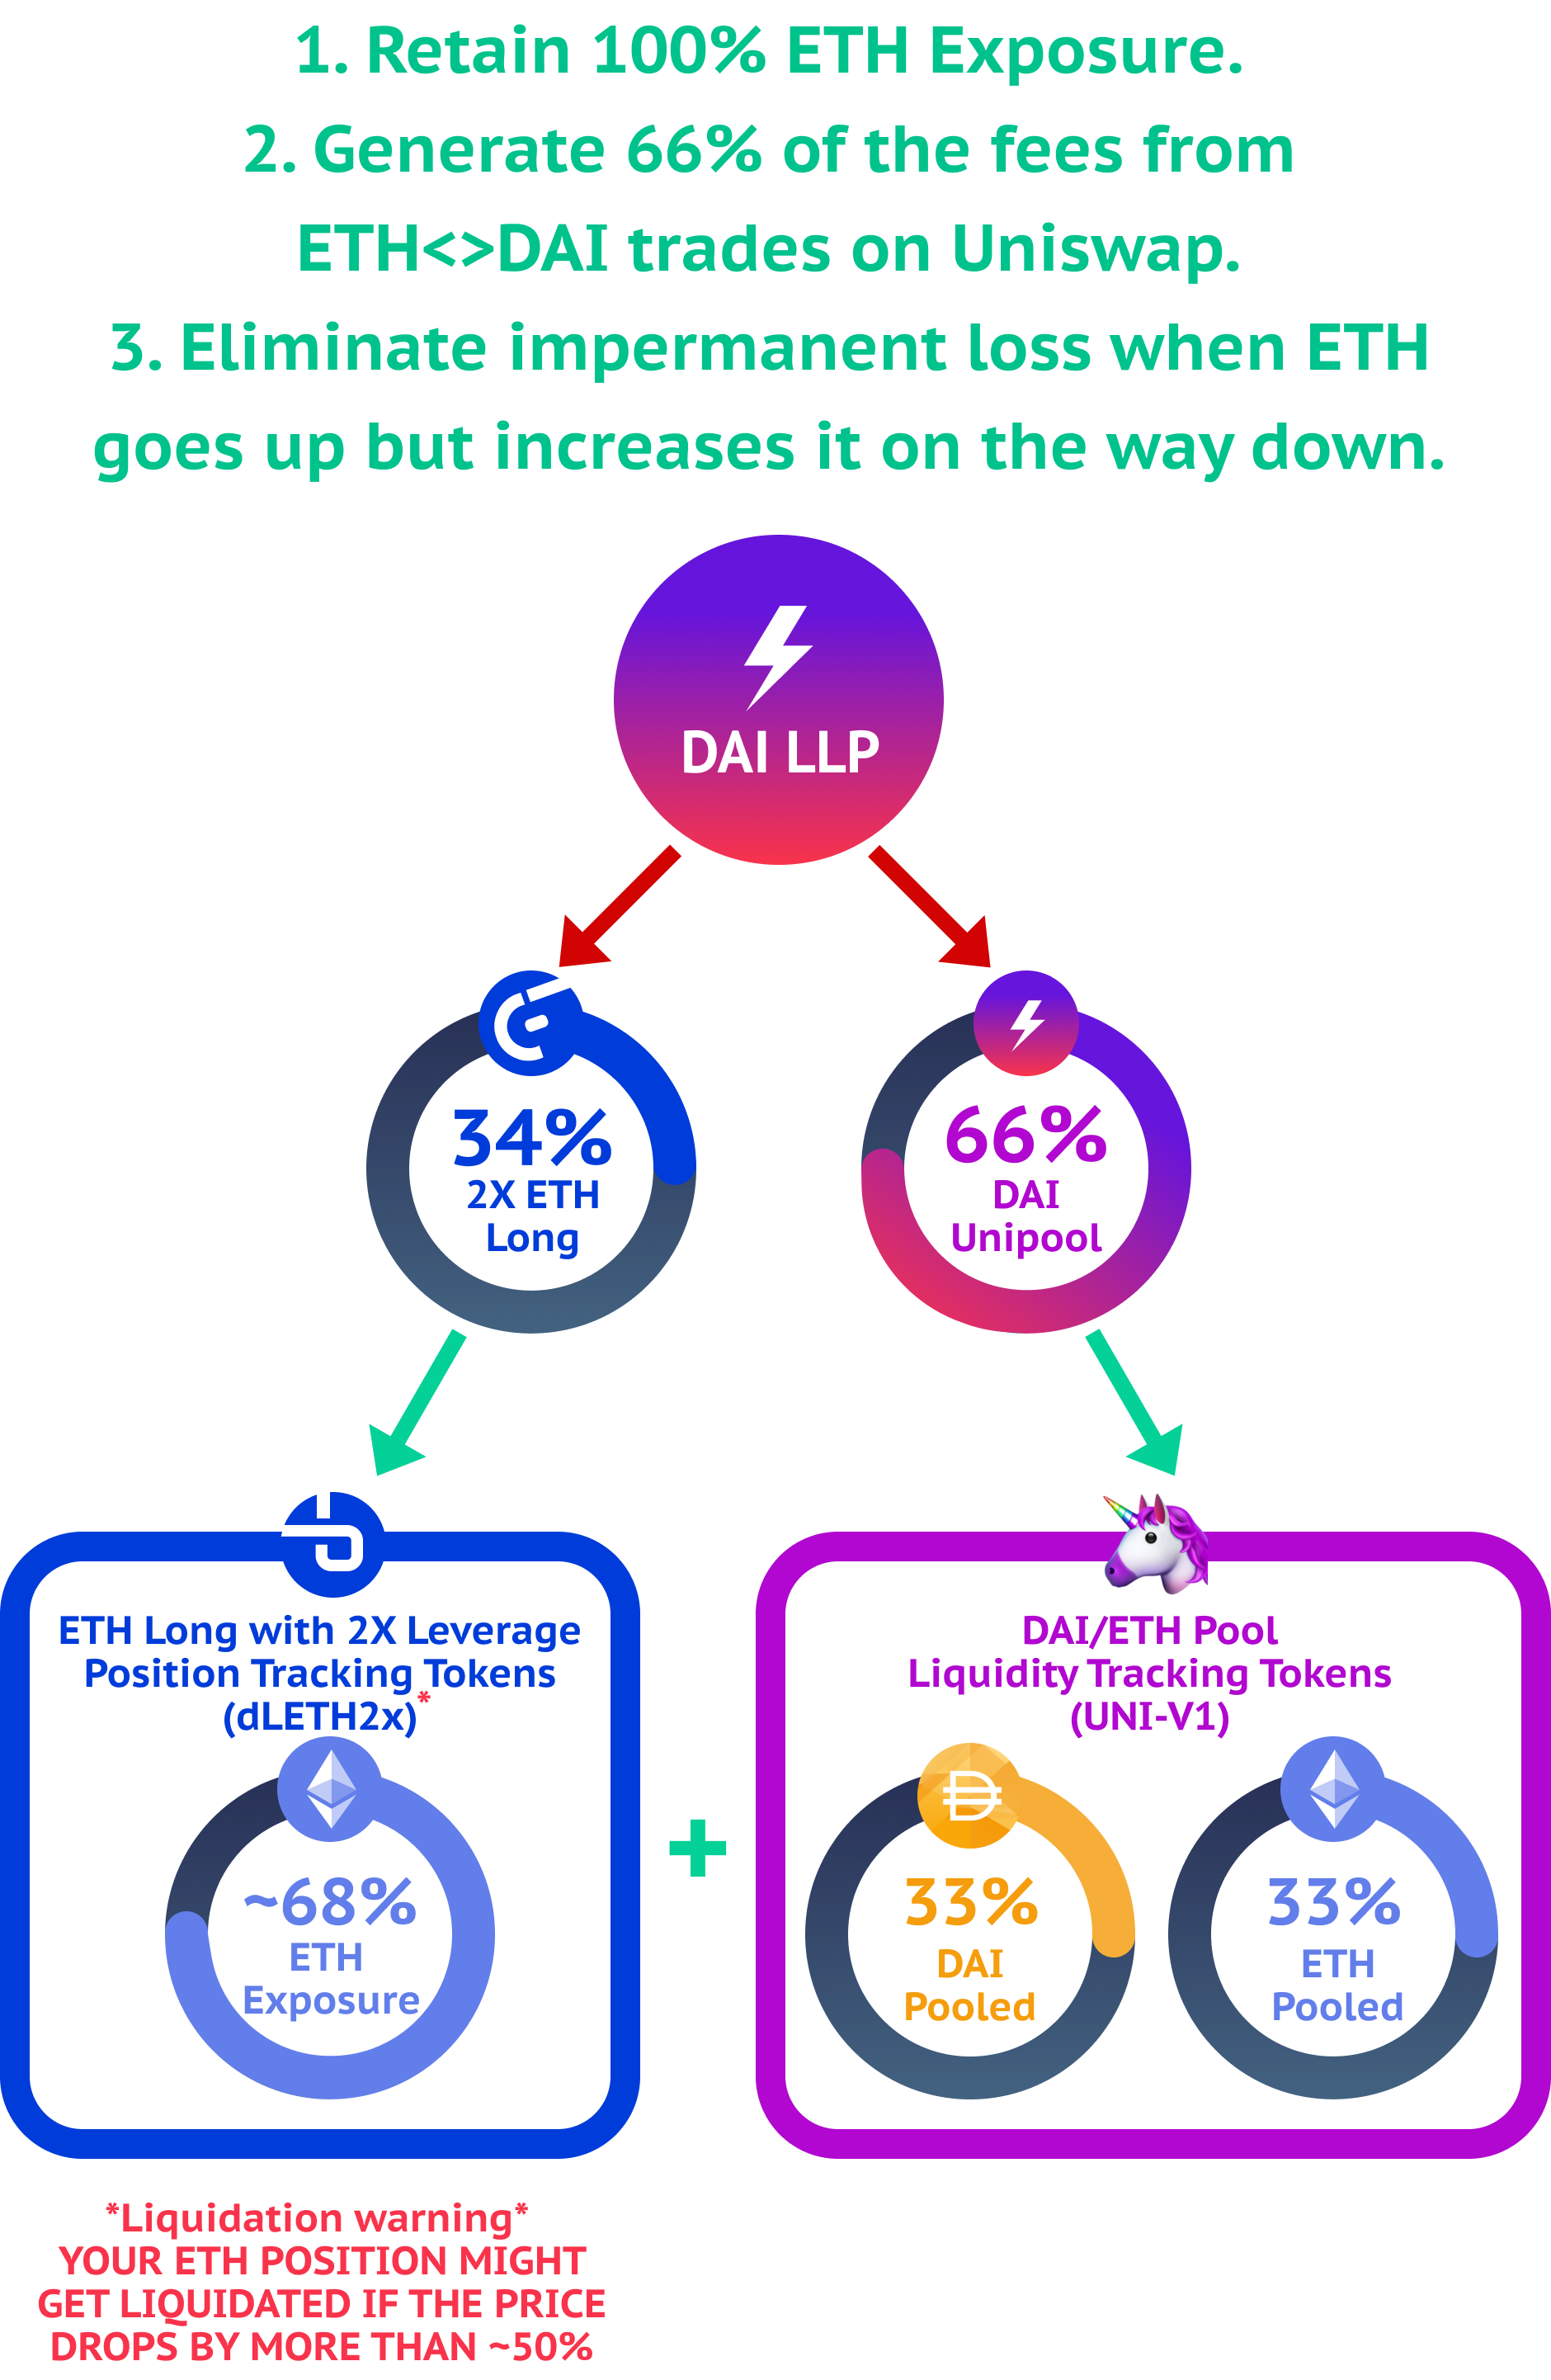 1. Retain 100% ETH Exposure.
2. Generate 66% of the fees from
ETH<>DAI trades on Uniswap.
3. Eliminate impermanent loss when ETH
goes up but increases it on the way down.
DAI LLP
34%
2X ETH
Long
66%
DAI
Unipool
ETH Long with 2X Leverage
Position Tracking Tokens
(dLETH2x)*
~68%
ETH
Exposure
+
DAI/ETH Pool
Liquidity Tracking Tokens
(UNI-V1)
33%
DAI
Pooled
33%
ETH
Pooled
*Liquidation warning*
YOUR ETH POSITION MIGHT
GET LIQUIDATED IF THE PRICE
DROPS BY MORE THAN ~50%